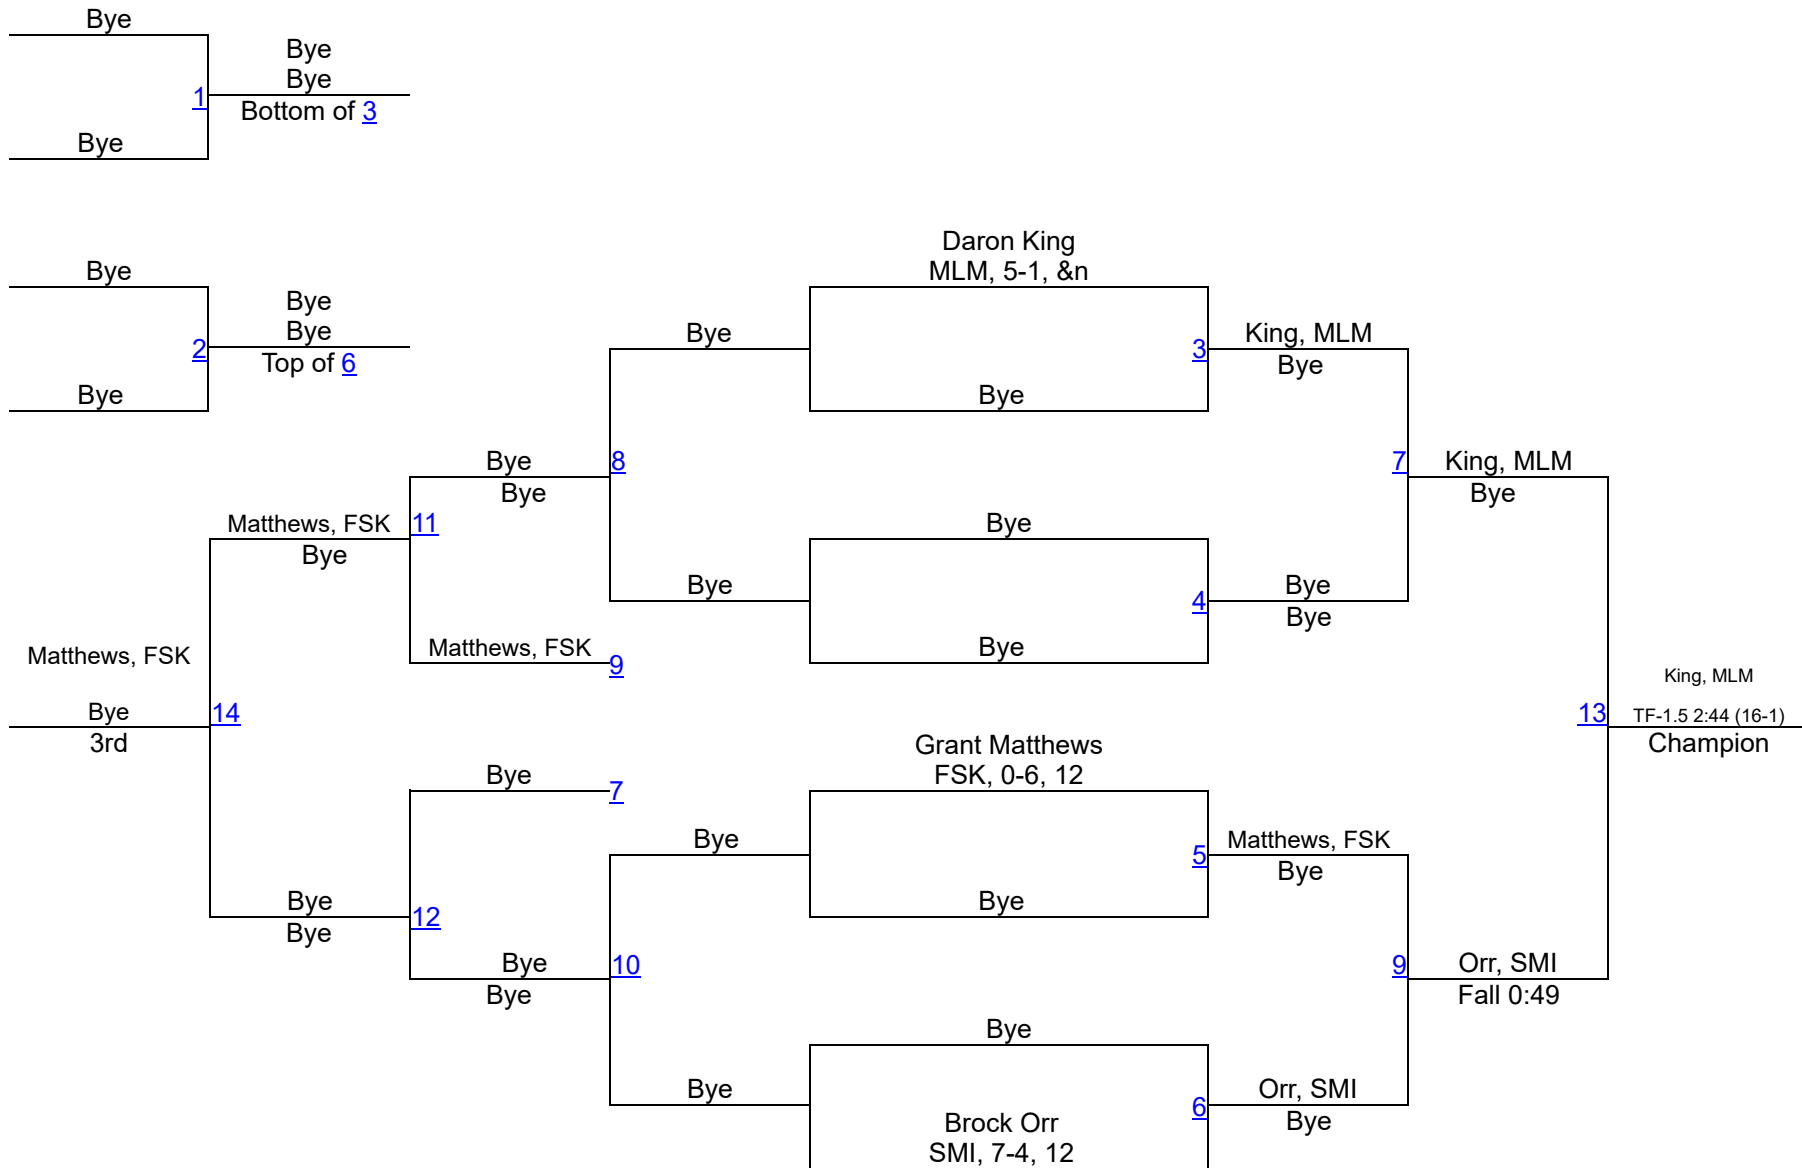 Bye
Bye
Bye
1
Bottom of 3
Bye
Daron King
MLM, 5-1, &n
Bye
Bye
Bye
2
Top of 6
Bye
Bye
3
King, MLM
Bye
Bye
Bye
8
Bye
7
King, MLM
Bye
Matthews, FSK
11
Bye
Bye
Bye
4
Bye
Bye
Matthews, FSK
9
Bye
Matthews, FSK
Bye
14
3rd
King, MLM
13
TF-1.5 2:44 (16-1)
Champion
Grant Matthews
FSK, 0-6, 12
Bye
7
Bye
5
Matthews, FSK
Bye
Bye
Bye
Bye
12
Bye
10
Bye
9
Orr, SMI
Fall 0:49
Bye
Bye
6
Orr, SMI
Bye
Brock Orr
SMI, 7-4, 12